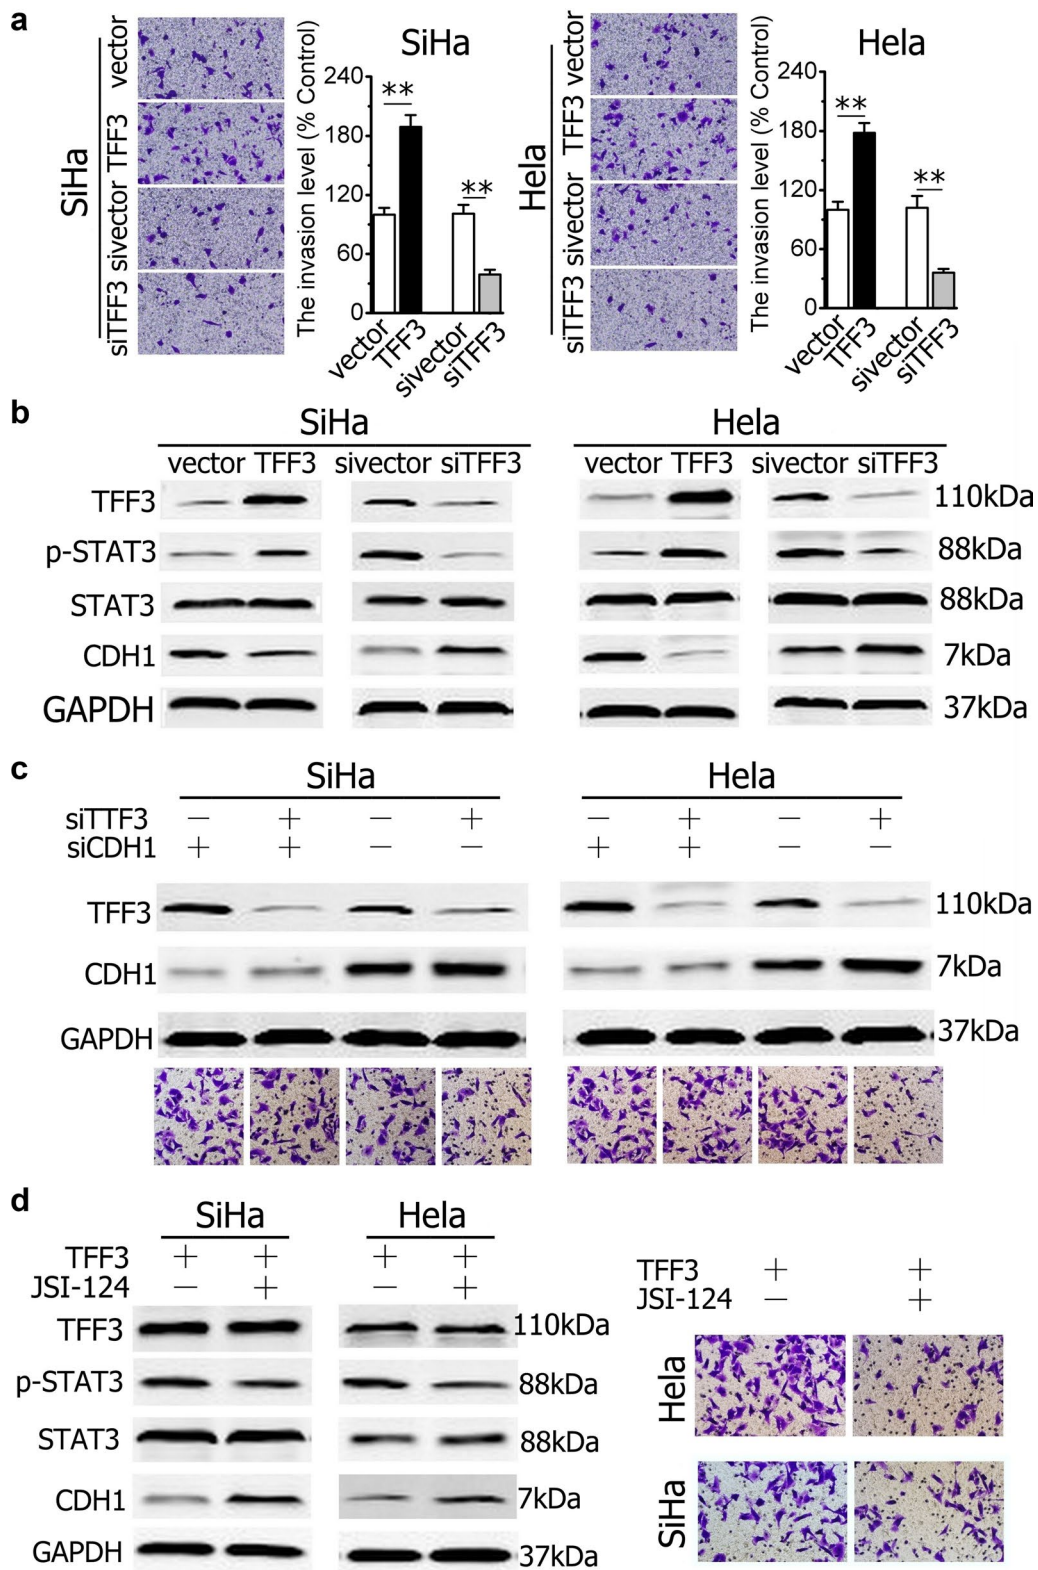 a
SiHa
vector
TFF3
sivector
siTFF3
The invasion level (% Control)
SiHa
240
180
120
60
0
**
**
vector
TFF3
sivector
siTFF3
Hela
vector
TFF3
sivector
siTFF3
The invasion level (% Control)
Hela
240
180
120
60
0
**
**
vector
TFF3
sivector
siTFF3
b
SiHa
Hela
vector TFF3 sivector siTFF3
vector TFF3 sivector siTFF3
TFF3 110kDa
p-STAT3 88kDa
STAT3 88kDa
CDH1 7kDa
GAPDH 37kDa
c
SiHa
Hela
siTTF3 — + — + — + — +
siCDH1 + + — — + + — —
TFF3 110kDa
CDH1 7kDa
GAPDH 37kDa
d
SiHa
Hela
TFF3 + + + +
JSI-124 — + — +
TFF3 110kDa
p-STAT3 88kDa
STAT3 88kDa
CDH1 7kDa
GAPDH 37kDa
TFF3 + +
JSI-124 — +
Hela
SiHa